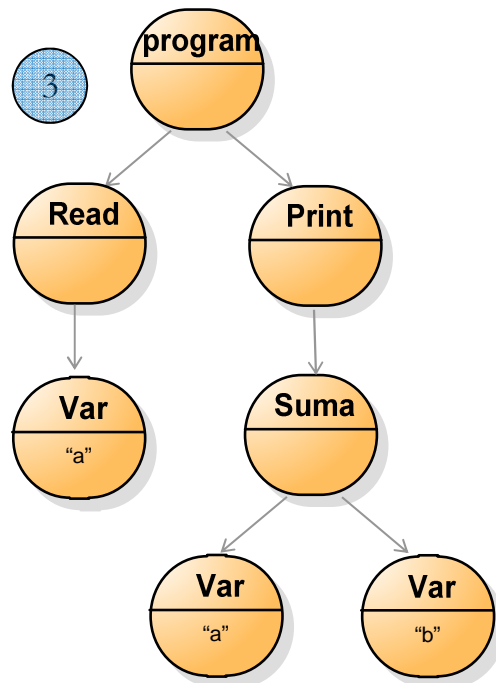 program
3
Read
Print
Var
“a”
Suma
Var
“a”
Var
“b”